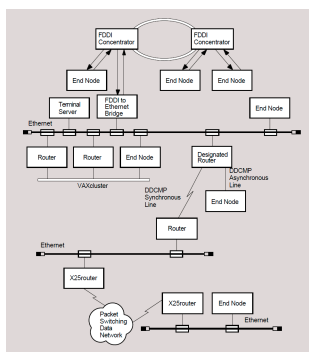 FDDI
Concentrator
FDDI
Concentrator
End Node
End Node
End Node
Terminal
Server
FDDI to
Ethernet
Bridge
End Node
Ethernet
Router
Router
End Node
Designated
Router
VAXcluster
DDCMP
Synchronous
Line
DDCMP
Asynchronous
Line
End Node
Router
Ethernet
X25router
Packet
Switching
Data
Network
X25router
End Node
Ethernet